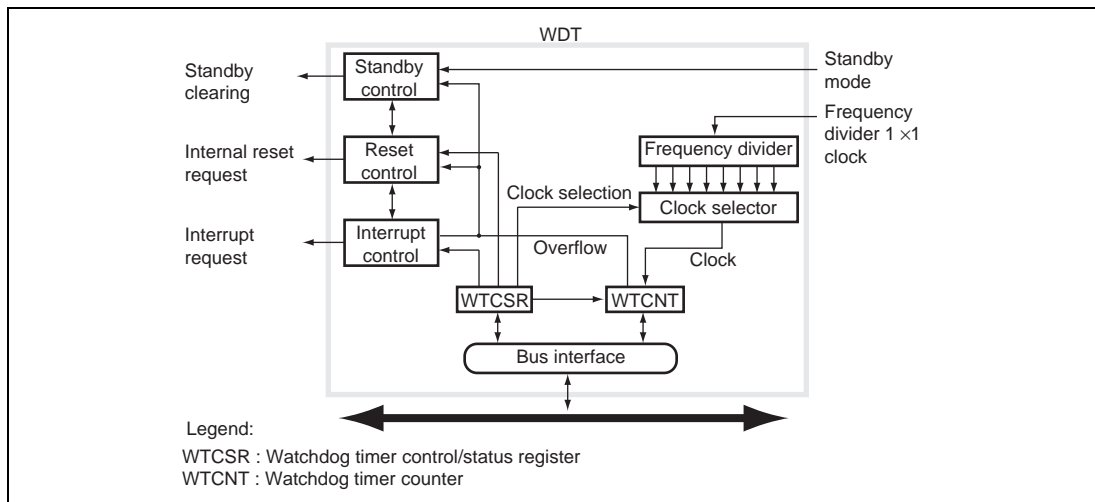 WDT
Standby
clearing
Standby
control
Standby
mode
Frequency
divider 1 ×1
clock
Internal reset
request
Reset
control
Frequency divider
Clock selection
Clock selector
Interrupt
request
Interrupt
control
Overflow
Clock
WTCSR
WTCNT
Bus interface
Legend:
WTCSR : Watchdog timer control/status register
WTCNT : Watchdog timer counter